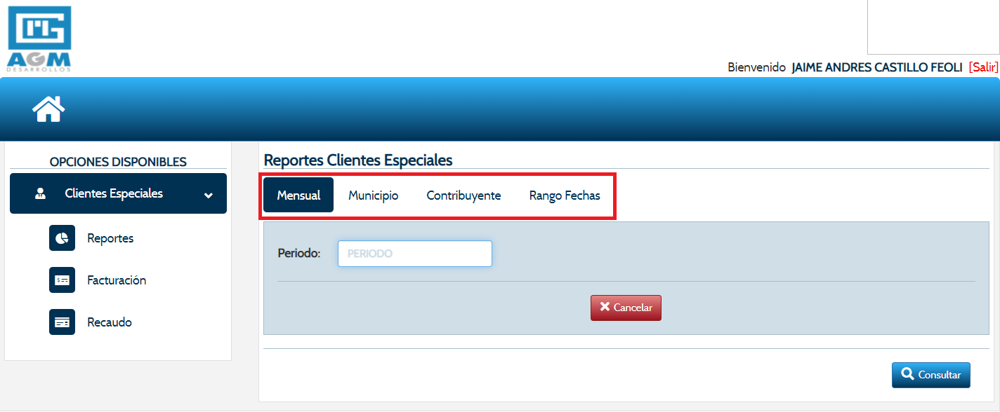 AGM
DESARROLLOS
Bienvenido JAIME ANDRES CASTILLO FEOLI [Salir]
OPCIONES DISPONIBLES
Clientes Especiales
Reportes
Facturación
Recaudo
Reportes Clientes Especiales
Mensual Municipio Contribuyente Rango Fechas
Periodo: PERIODO
Cancelar
Consultar